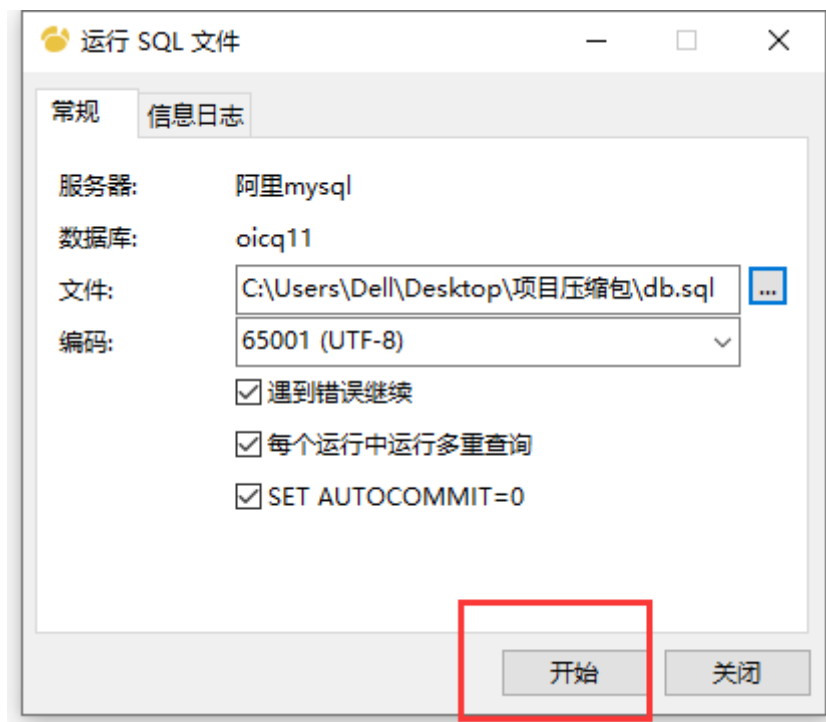 运行 SQL 文件
常规 信息日志
服务器: 阿里mysql
数据库: oicq11
文件: C:\Users\Dell\Desktop\项目压缩包\db.sql ...
编码: 65001 (UTF-8)
遇到错误继续
每个运行中运行多重查询
SET AUTOCOMMIT=0
开始 关闭